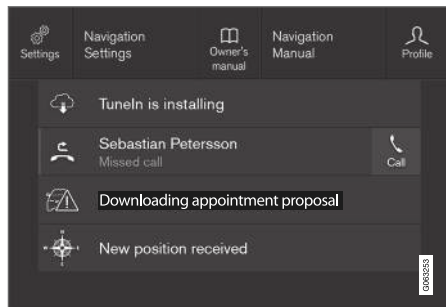 Settings
Navigation
Settings
Owner's
manual
Navigation
Manual
Profile
TuneIn is installing
Sebastian Petersson
Missed call
Call
Downloading appointment proposal
New position received
G063253